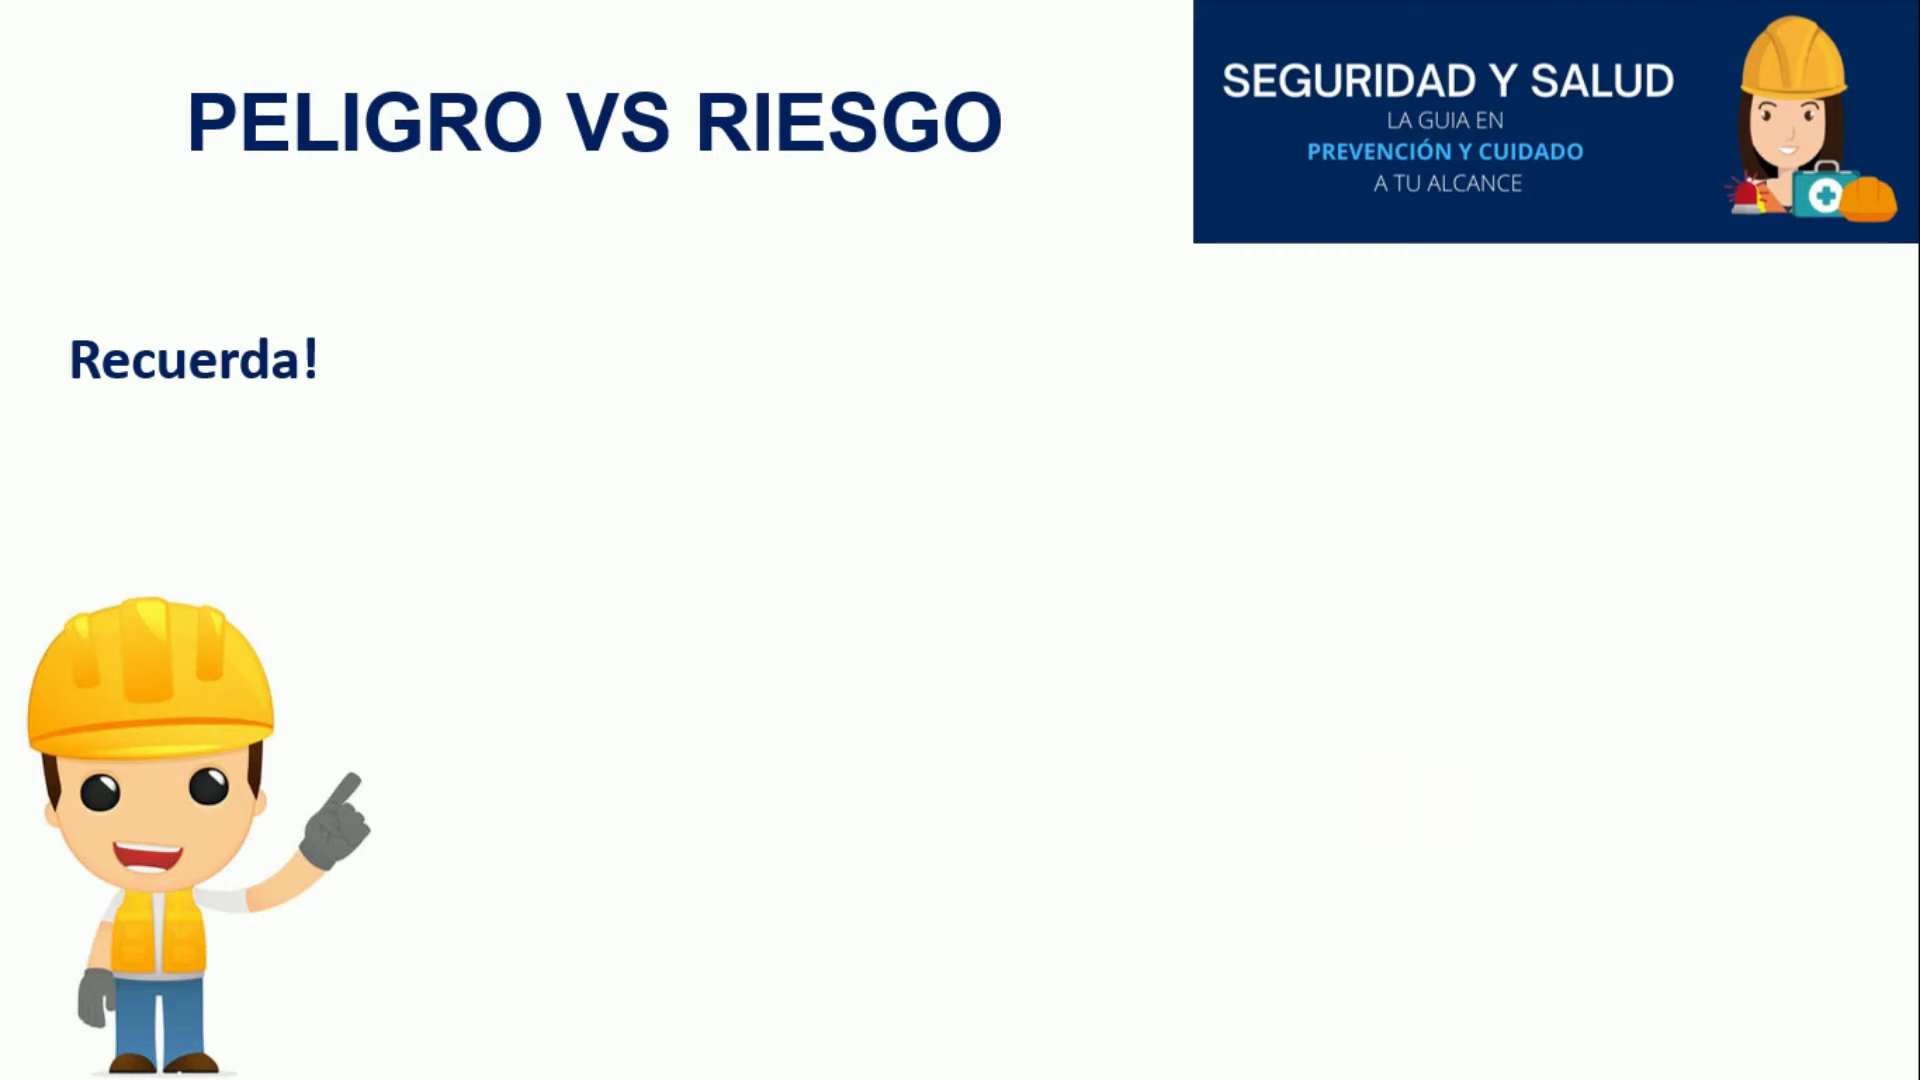 PELIGRO VS RIESGO
SEGURIDAD Y SALUD
LA GUIA EN
PREVENCIÓN Y CUIDADO
A TU ALCANCE
Recuerda!